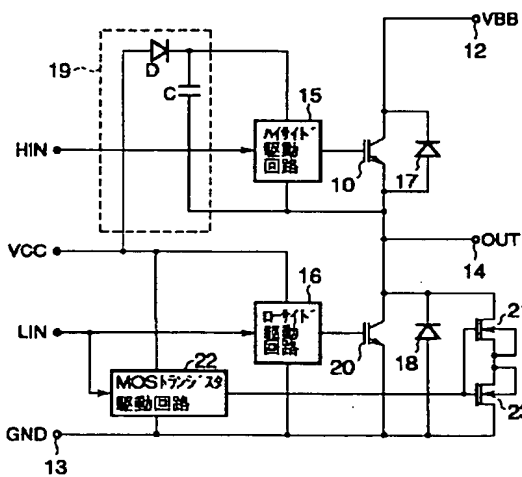 VBB
12
19
D
C
15
HIN
ハイサイド
駆動
回路
10
17
VCC
OUT
14
16
LIN
ローサイド
駆動
回路
20
18
22
MOSトランジスタ
駆動回路
GND
13